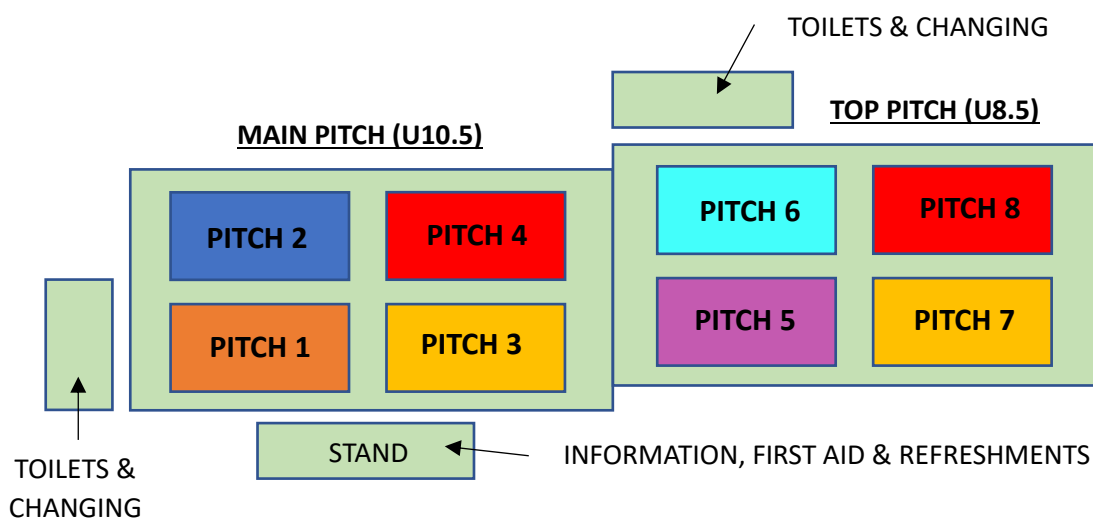 TOILETS & CHANGING
TOP PITCH (U8.5)
MAIN PITCH (U10.5)
PITCH 2
PITCH 4
PITCH 6
PITCH 8
PITCH 1
PITCH 3
PITCH 5
PITCH 7
STAND
INFORMATION, FIRST AID & REFRESHMENTS
TOILETS &
CHANGING